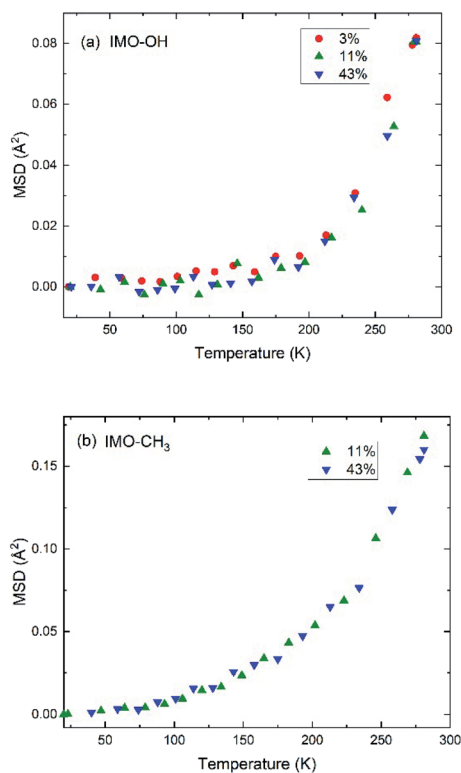 (a) IMO-OH
3%
11%
43%
0.08
0.06
0.04
0.02
0.00
MSD (Å²)
50 100 150 200 250 300
Temperature (K)
(b) IMO-CH₃
11%
43%
0.15
0.10
0.05
0.00
MSD (Å²)
50 100 150 200 250 300
Temperature (K)